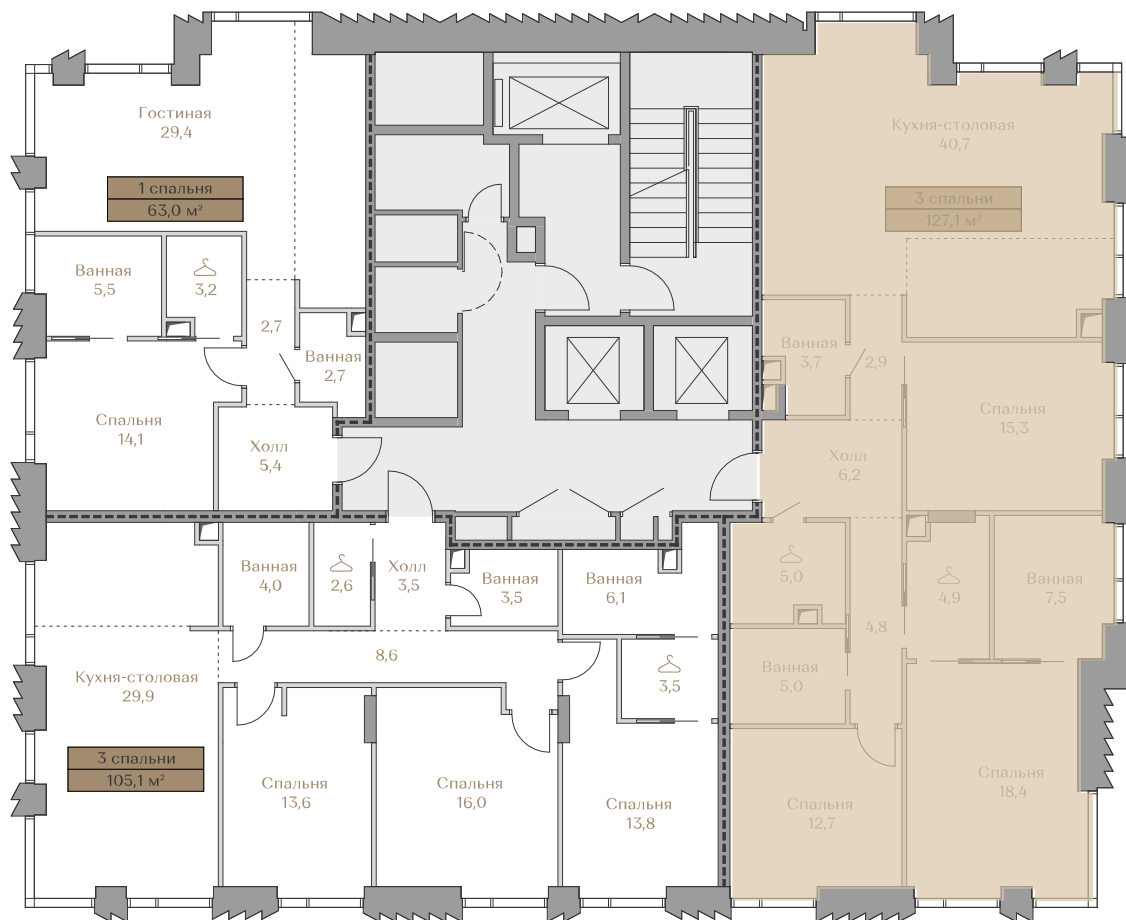 Гостиная
29,4
1 спальня
63,0 м²
Ванная
5,5
3,2
2,7
Ванная
2,7
Спальня
14,1
Холл
5,4
Кухня-столовая
40,7
3 спальни
127,1 м²
Ванная
3,7
2,9
Спальня
15,3
Холл
6,2
5,0
4,9
Ванная
7,5
4,8
Ванная
5,0
Спальня
12,7
Спальня
18,4
Ванная
4,0
2,6
Холл
3,5
Ванная
3,5
Ванная
6,1
8,6
3,5
Кухня-столовая
29,9
3 спальни
105,1 м²
Спальня
13,6
Спальня
16,0
Спальня
13,8